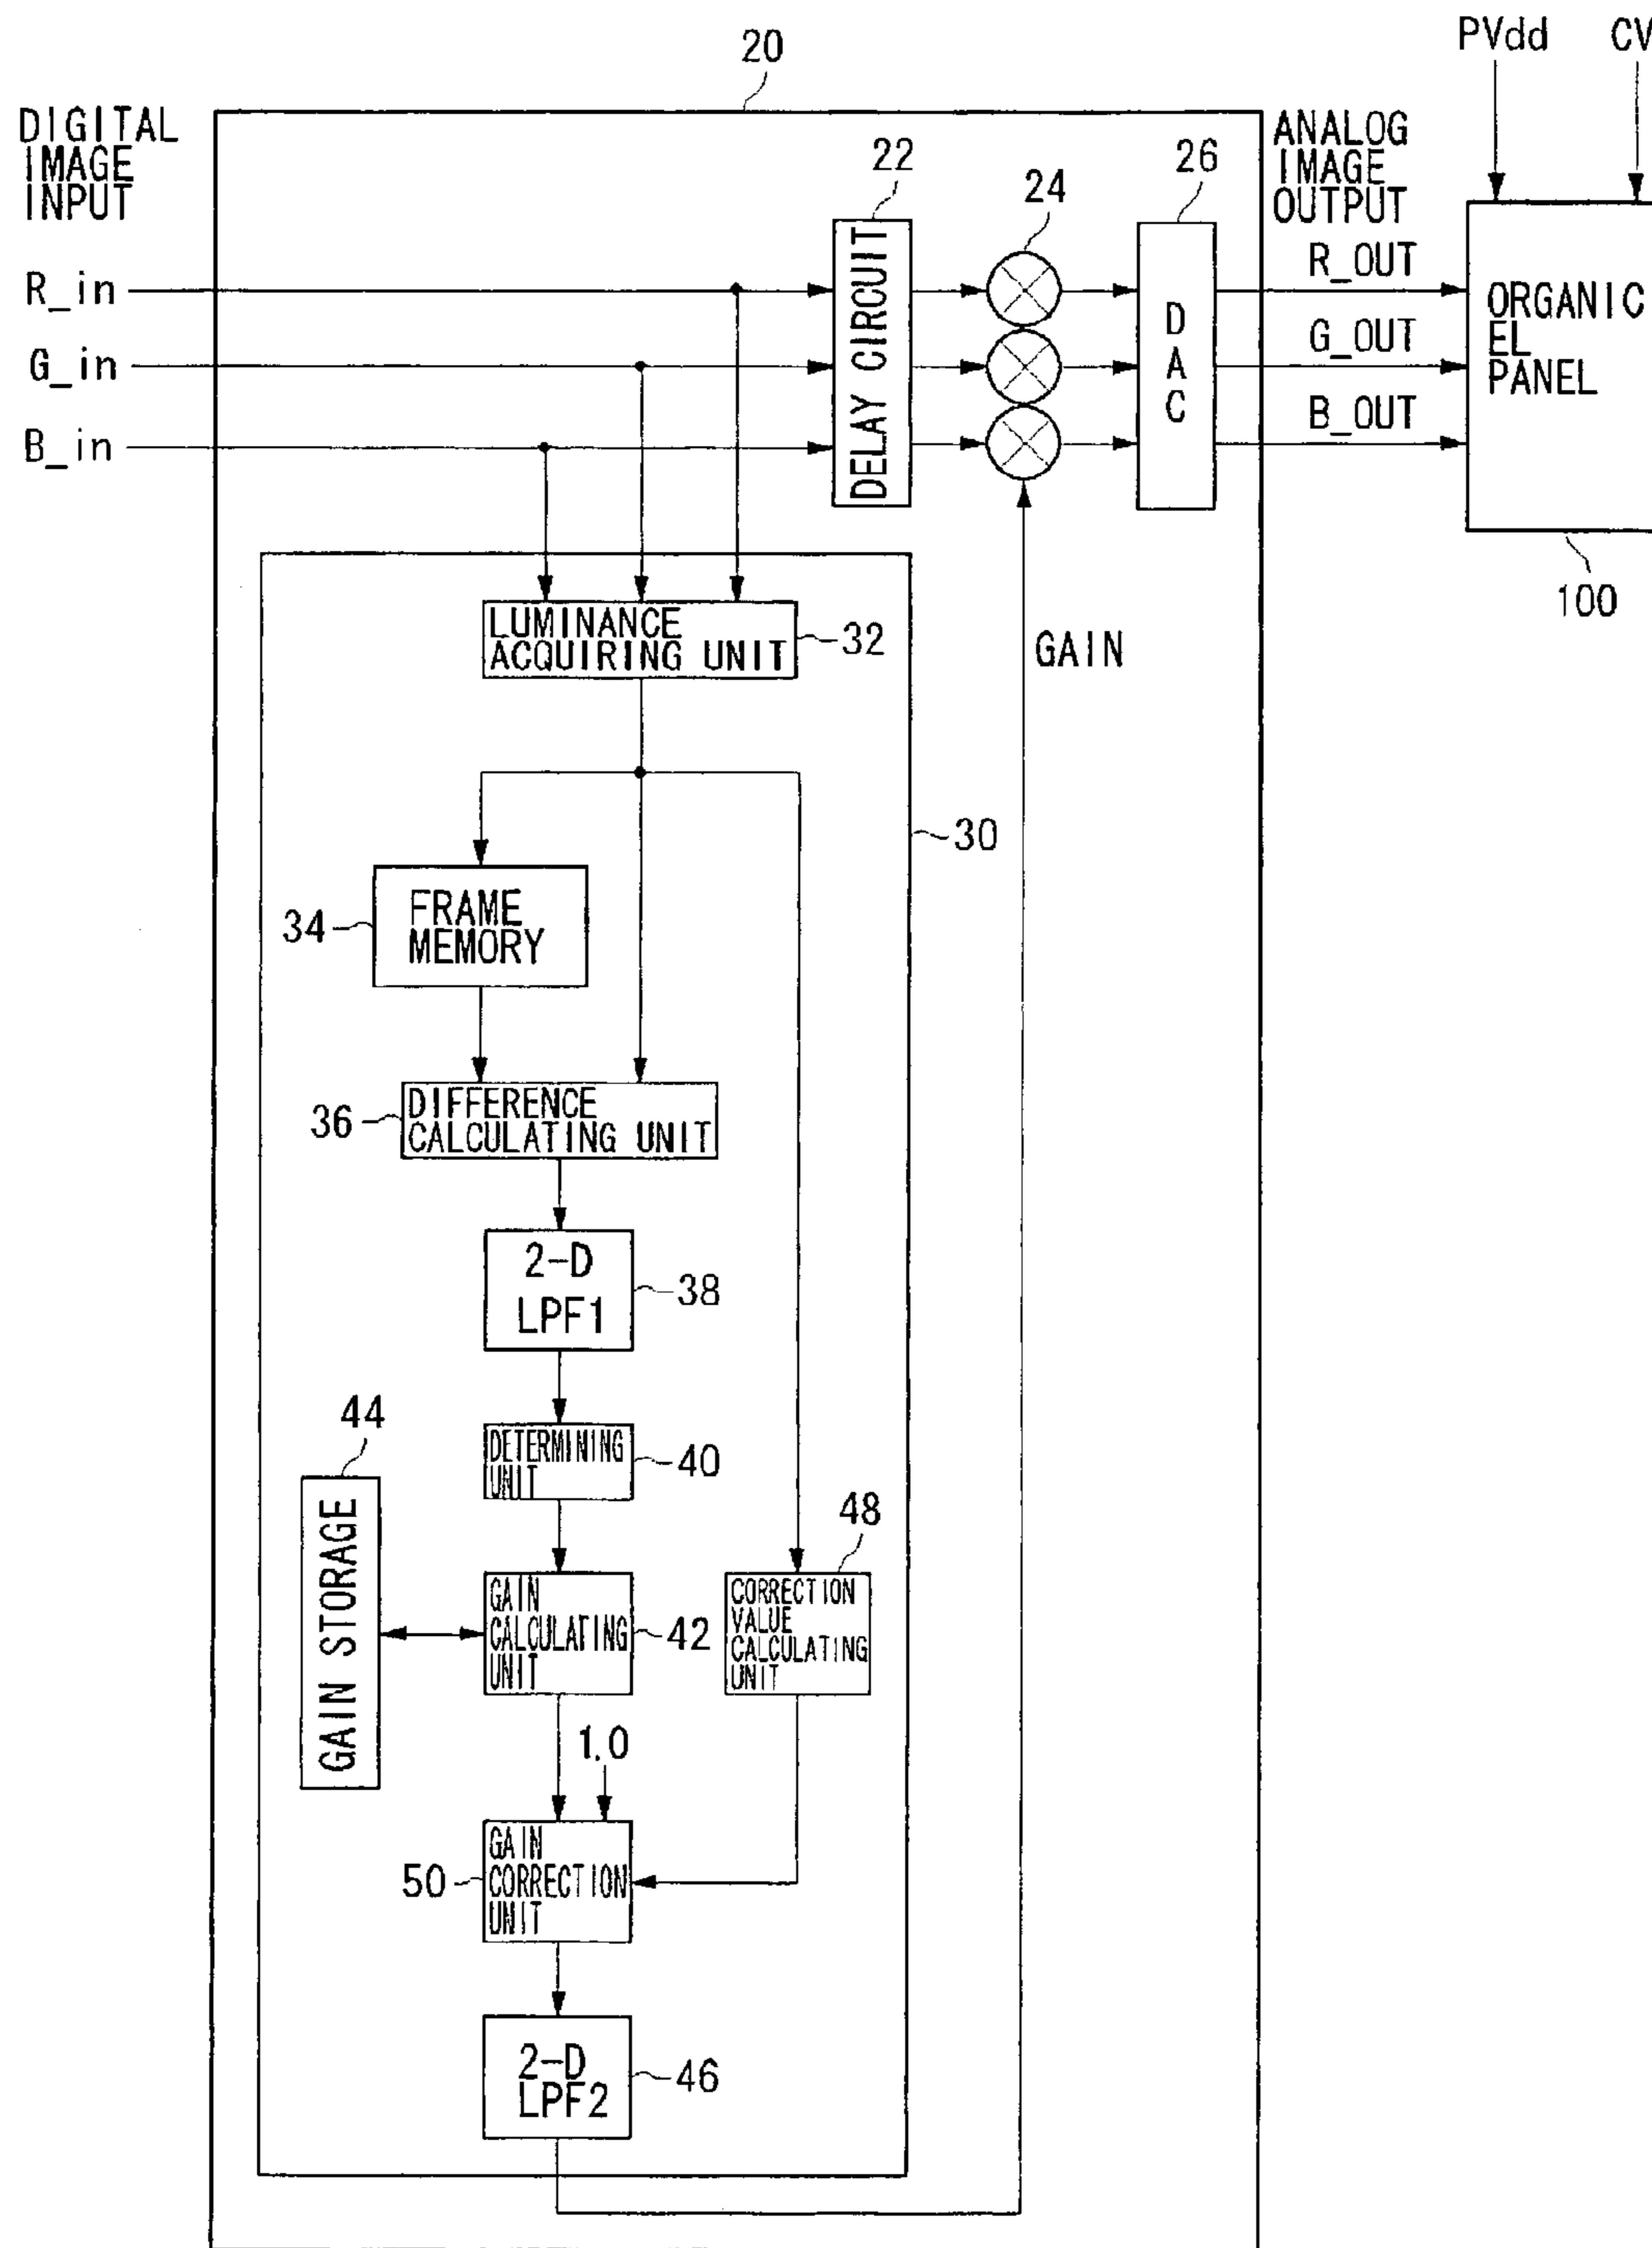 PVdd CV
20
DIGITAL
IMAGE
INPUT
ANALOG
IMAGE
OUTPUT
22
24
26
R_in
G_in
B_in
DELAY CIRCUIT
D
A
C
R_OUT
G_OUT
B_OUT
ORGANIC
EL
PANEL
100
LUMINANCE
ACQUIRING UNIT
32
GAIN
30
34
FRAME
MEMORY
36
DIFFERENCE
CALCULATING UNIT
2-D
LPF1
38
44
GAIN STORAGE
DETERMINING
UNIT
40
48
GAIN
CALCULATING
UNIT
42
CORRECTION
VALUE
CALCULATING
UNIT
1.0
50
GAIN
CORRECTION
UNIT
2-D
LPF2
46